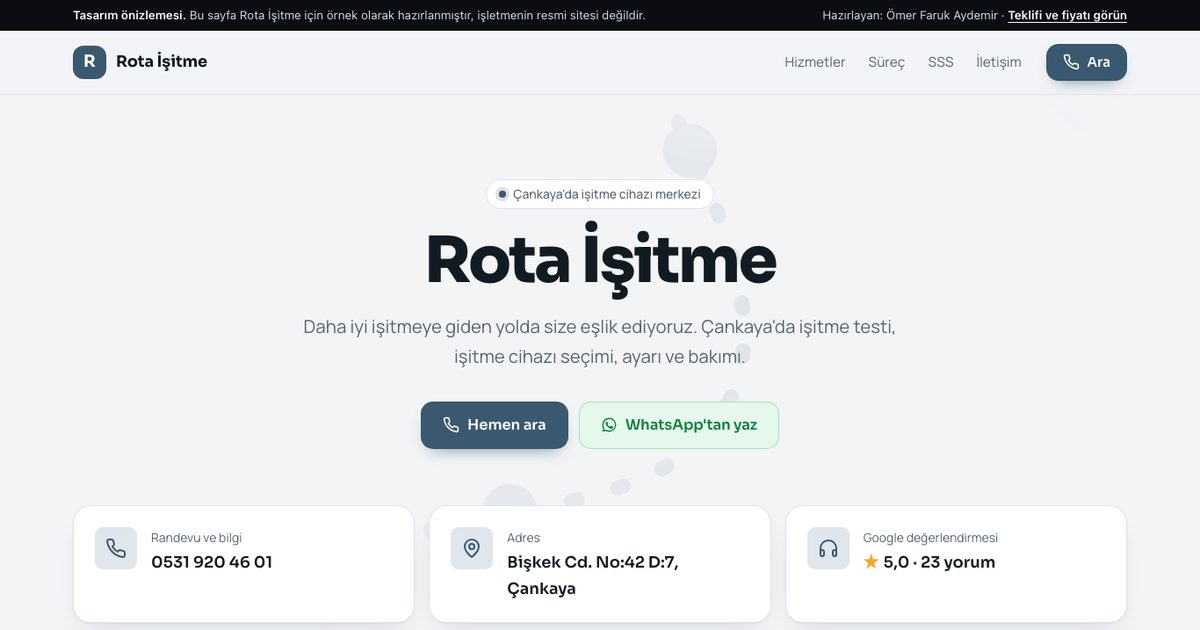 Tasarım önizlemesi. Bu sayfa Rota İşitme için örnek olarak hazırlanmıştır, işletmenin resmi sitesi değildir.
Hazırlayan: Ömer Faruk Aydemir · Teklifi ve fiyatı görün
R Rota İşitme
Hizmetler Süreç SSS İletişim Ara
Çankaya'da işitme cihazı merkezi
Rota İşitme
Daha iyi işitmeye giden yolda size eşlik ediyoruz. Çankaya'da işitme testi,
işitme cihazı seçimi, ayarı ve bakımı.
Hemen ara
WhatsApp'tan yaz
Randevu ve bilgi
0531 920 46 01
Adres
Bişkek Cd. No:42 D:7,
Çankaya
Google değerlendirmesi
★ 5,0 · 23 yorum